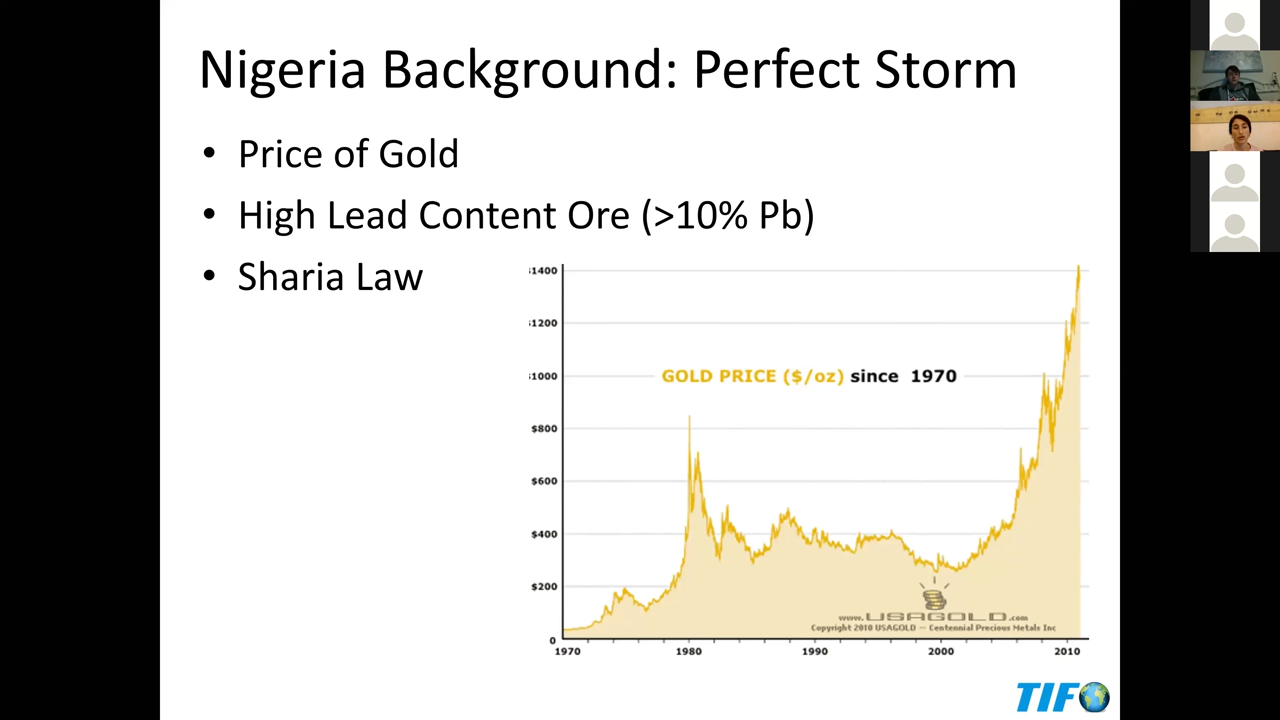 Nigeria Background: Perfect Storm
• Price of Gold
• High Lead Content Ore (>10% Pb)
• Sharia Law
$1400
$1200
GOLD PRICE ($/oz) since 1970
$1000
$800
$600
$400
$200
www.USAGOLD.com
Copyright 2010 USAGOLD — Centennial Precious Metals Inc
0
1970 1980 1990 2000 2010
TIFO